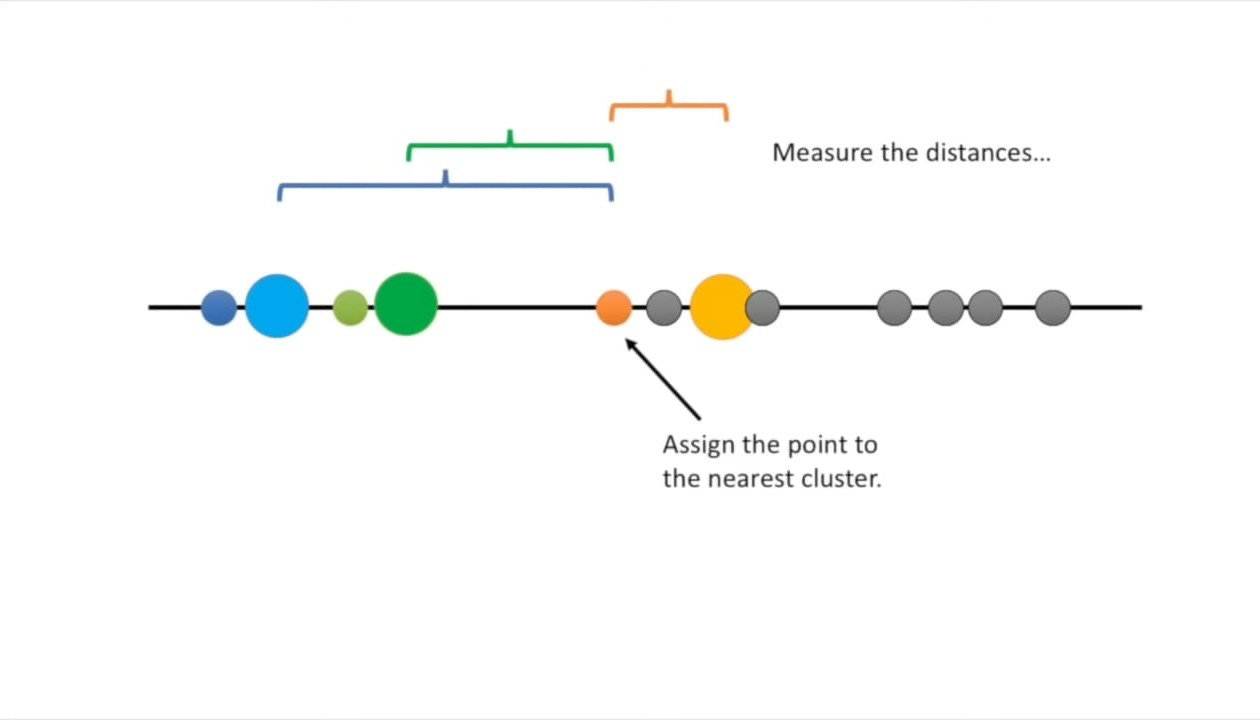 Measure the distances...
Assign the point to
the nearest cluster.